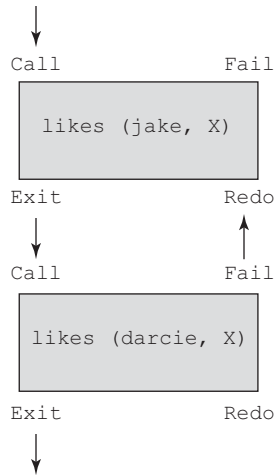 Call Fail
likes (jake, X)
Exit Redo
Call Fail
likes (darcie, X)
Exit Redo